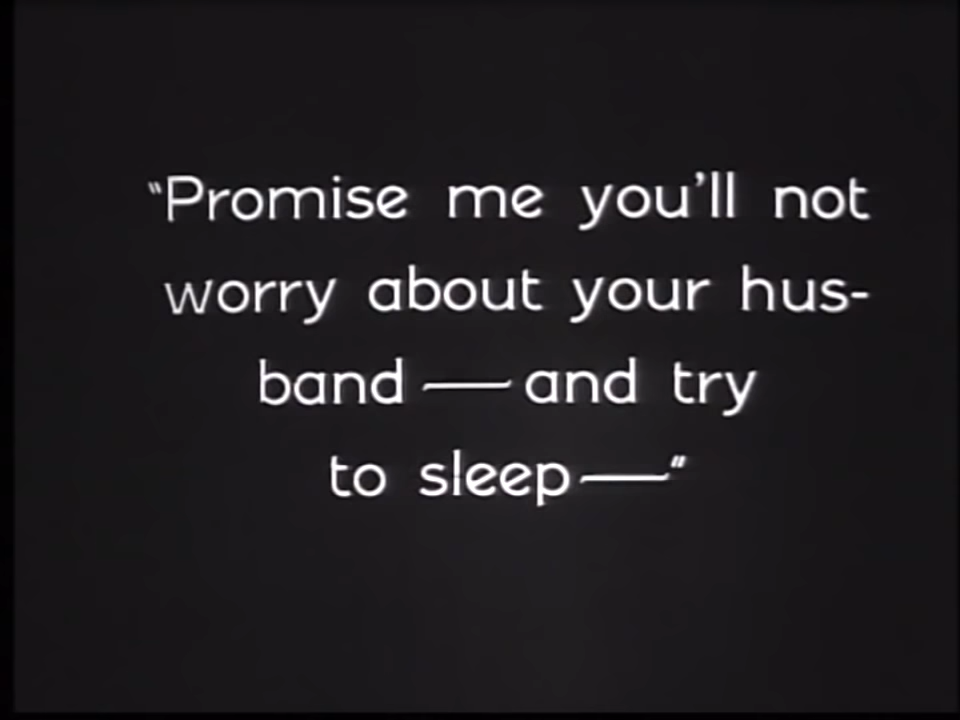 “Promise me you’ll not
worry about your hus-
band — and try
to sleep —”